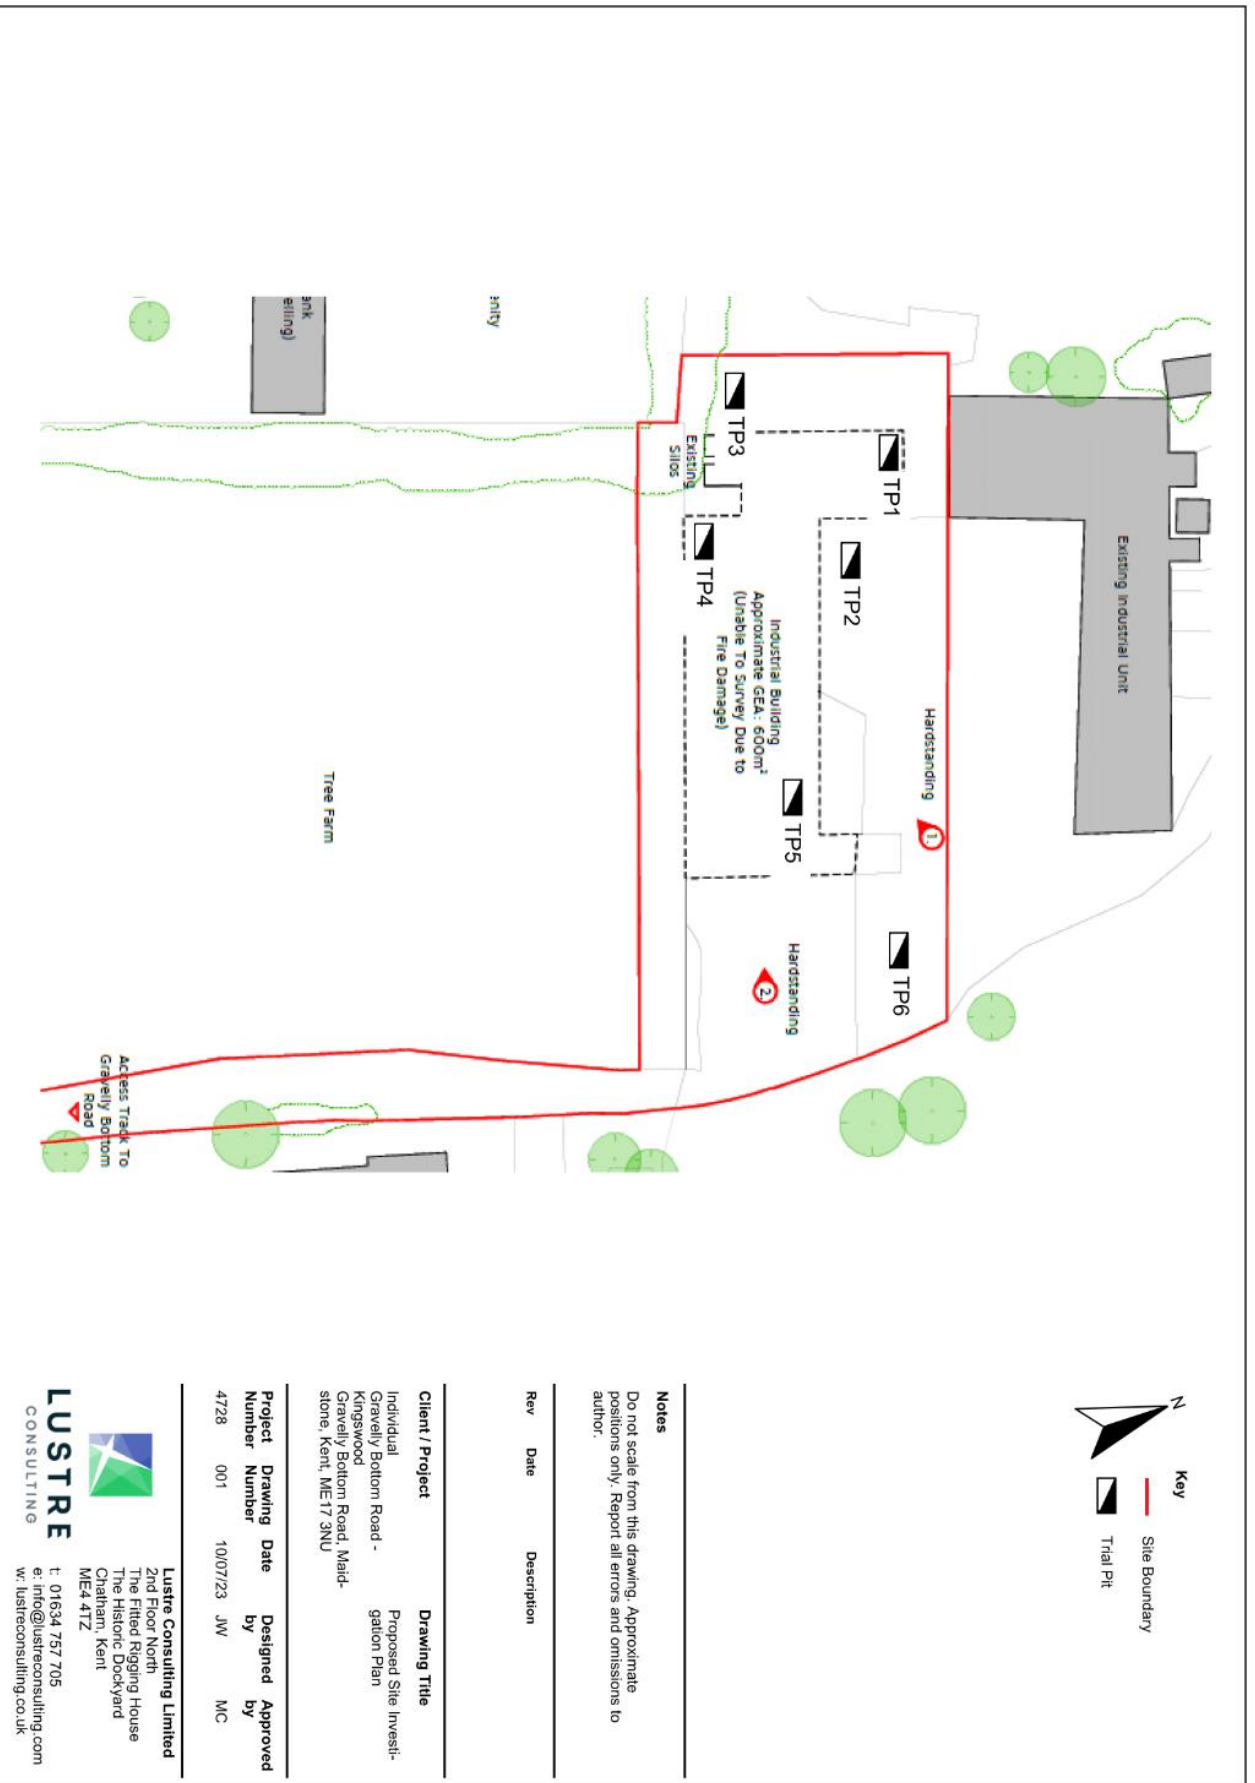 Existing Industrial Unit
Hardstanding
1.
TP1
TP2
TP6
Industrial Building
Approximate GEA: 600m²
(Unable To Survey Due to
Fire Damage)
TP5
Hardstanding
2.
TP3
Existing
Silos
TP4
enity
ank
elling)
Tree Farm
Access Track To
Gravelly Bottom
Road
N
Key
Site Boundary
Trial Pit
Notes
Do not scale from this drawing. Approximate
positions only. Report all errors and omissions to
author.
Rev Date Description
Client / Project
Individual
Gravelly Bottom Road -
Kingswood
Gravelly Bottom Road, Maid-
stone, Kent, ME17 3NU
Drawing Title
Proposed Site Investi-
gation Plan
Project Drawing Date Designed Approved
Number Number by by
4728 001 10/07/23 JW MC
LUSTRE
CONSULTING
Lustre Consulting Limited
2nd Floor North
The Fitted Rigging House
The Historic Dockyard
Chatham, Kent
ME4 4TZ
t: 01634 757 705
e: info@lustreconsulting.com
w: lustreconsulting.co.uk